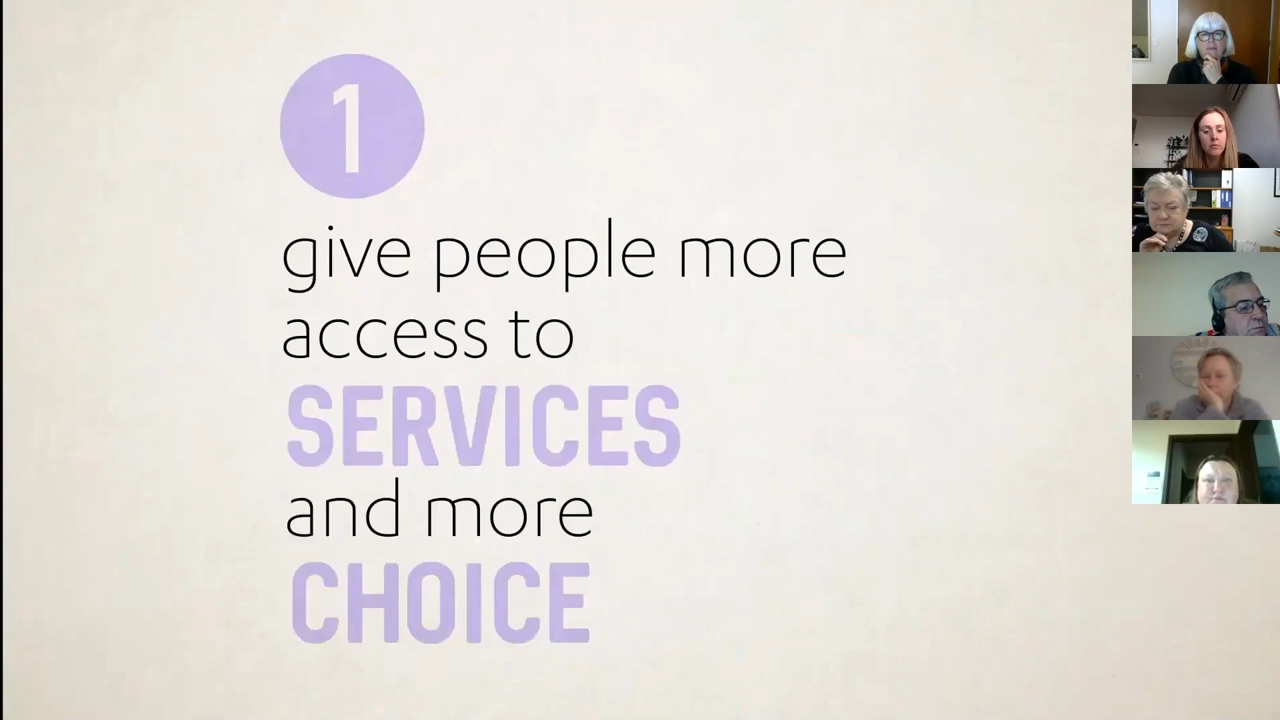 1
give people more
access to
SERVICES
and more
CHOICE